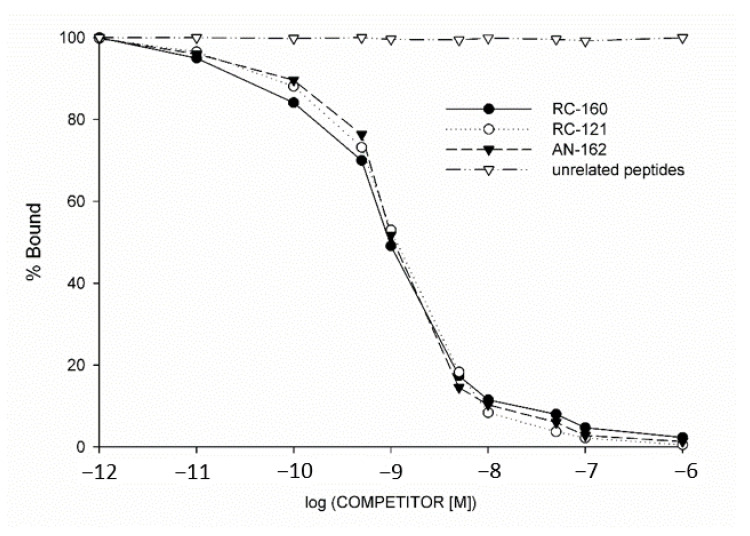 100
80
60
40
20
0
% Bound
RC-160
RC-121
AN-162
unrelated peptides
−12 −11 −10 −9 −8 −7 −6
log (COMPETITOR [M])